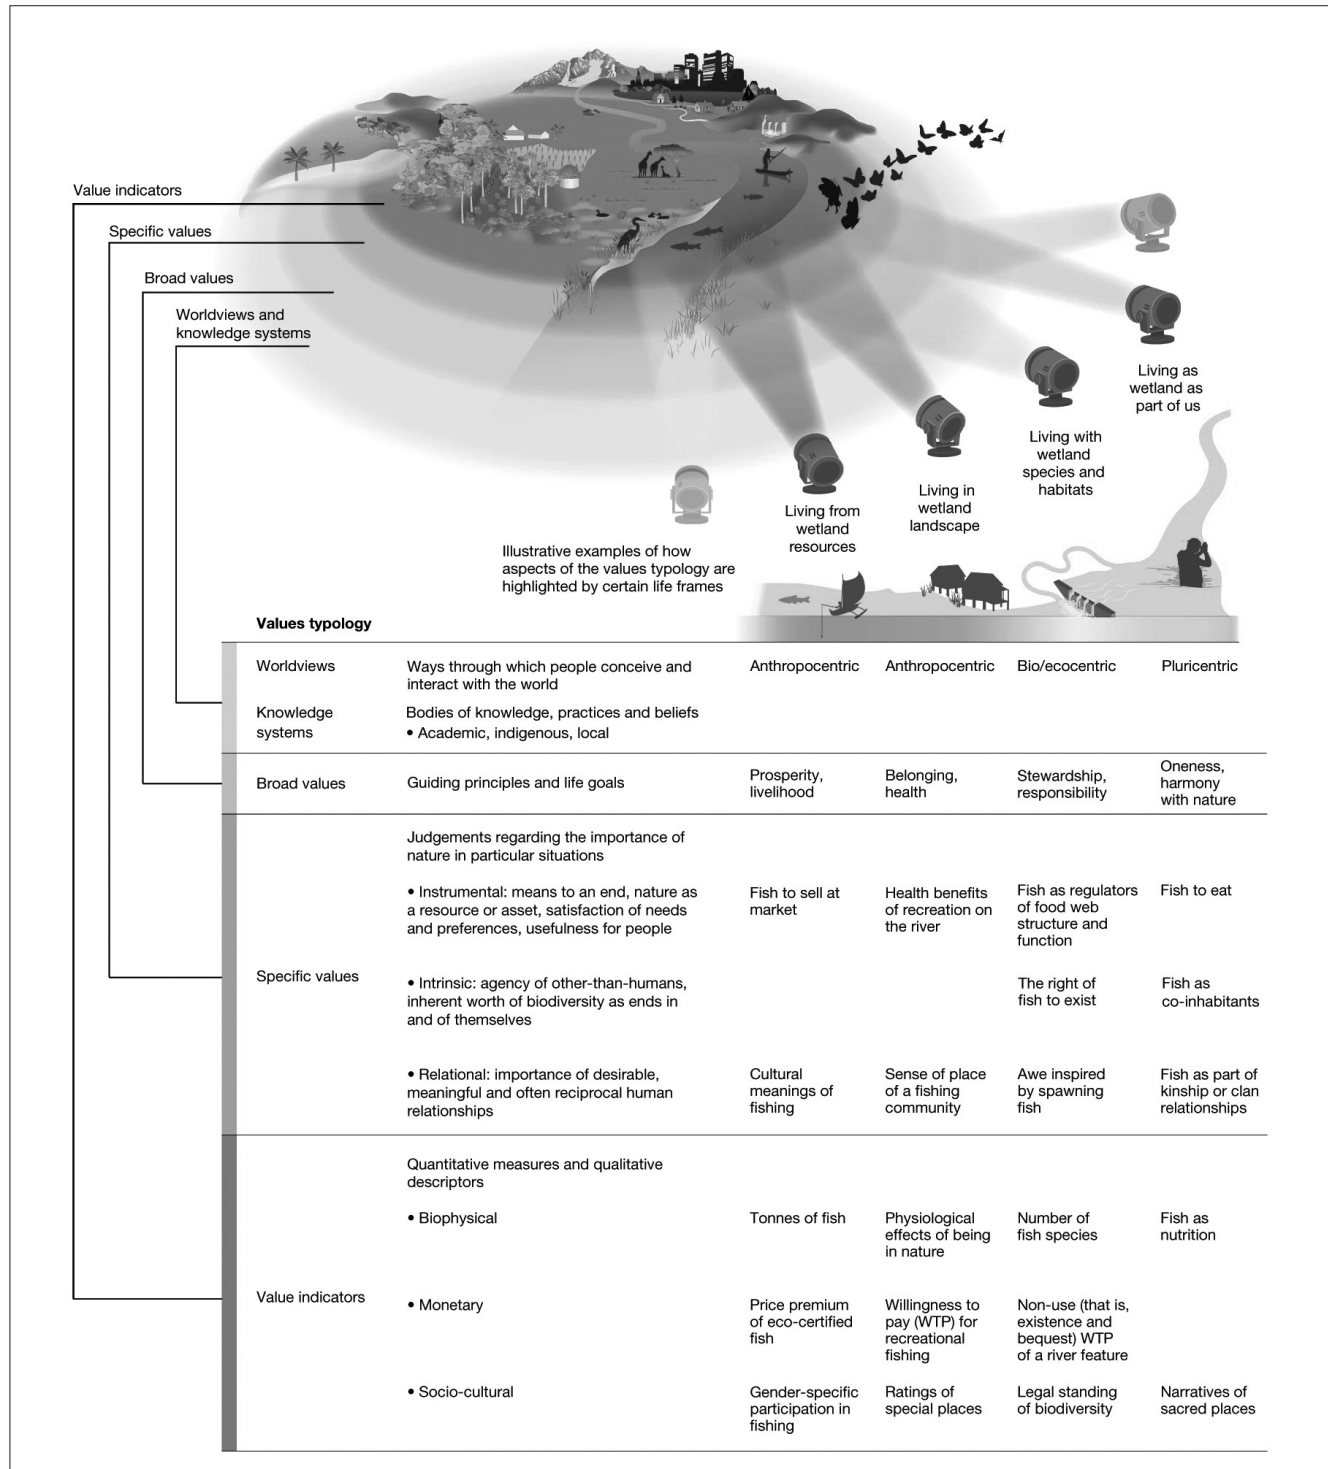 Value indicators
Specific values
Broad values
Worldviews and
knowledge systems
Living as
wetland as
part of us
Living with
wetland
species and
habitats
Living in
wetland
landscape
Living from
wetland
resources
Illustrative examples of how
aspects of the values typology are
highlighted by certain life frames
Values typology
Worldviews
Ways through which people conceive and
interact with the world
Anthropocentric
Anthropocentric
Bio/ecocentric
Pluricentric
Knowledge
systems
Bodies of knowledge, practices and beliefs
• Academic, indigenous, local
Broad values
Guiding principles and life goals
Prosperity,
livelihood
Belonging,
health
Stewardship,
responsibility
Oneness,
harmony
with nature
Specific values
Judgements regarding the importance of
nature in particular situations
• Instrumental: means to an end, nature as
a resource or asset, satisfaction of needs
and preferences, usefulness for people
Fish to sell at
market
Health benefits
of recreation on
the river
Fish as regulators
of food web
structure and
function
Fish to eat
• Intrinsic: agency of other-than-humans,
inherent worth of biodiversity as ends in
and of themselves
The right of
fish to exist
Fish as
co-inhabitants
• Relational: importance of desirable,
meaningful and often reciprocal human
relationships
Cultural
meanings of
fishing
Sense of place
of a fishing
community
Awe inspired
by spawning
fish
Fish as part of
kinship or clan
relationships
Value indicators
Quantitative measures and qualitative
descriptors
• Biophysical
Tonnes of fish
Physiological
effects of being
in nature
Number of
fish species
Fish as
nutrition
• Monetary
Price premium
of eco-certified
fish
Willingness to
pay (WTP) for
recreational
fishing
Non-use (that is,
existence and
bequest) WTP
of a river feature
• Socio-cultural
Gender-specific
participation in
fishing
Ratings of
special places
Legal standing
of biodiversity
Narratives of
sacred places